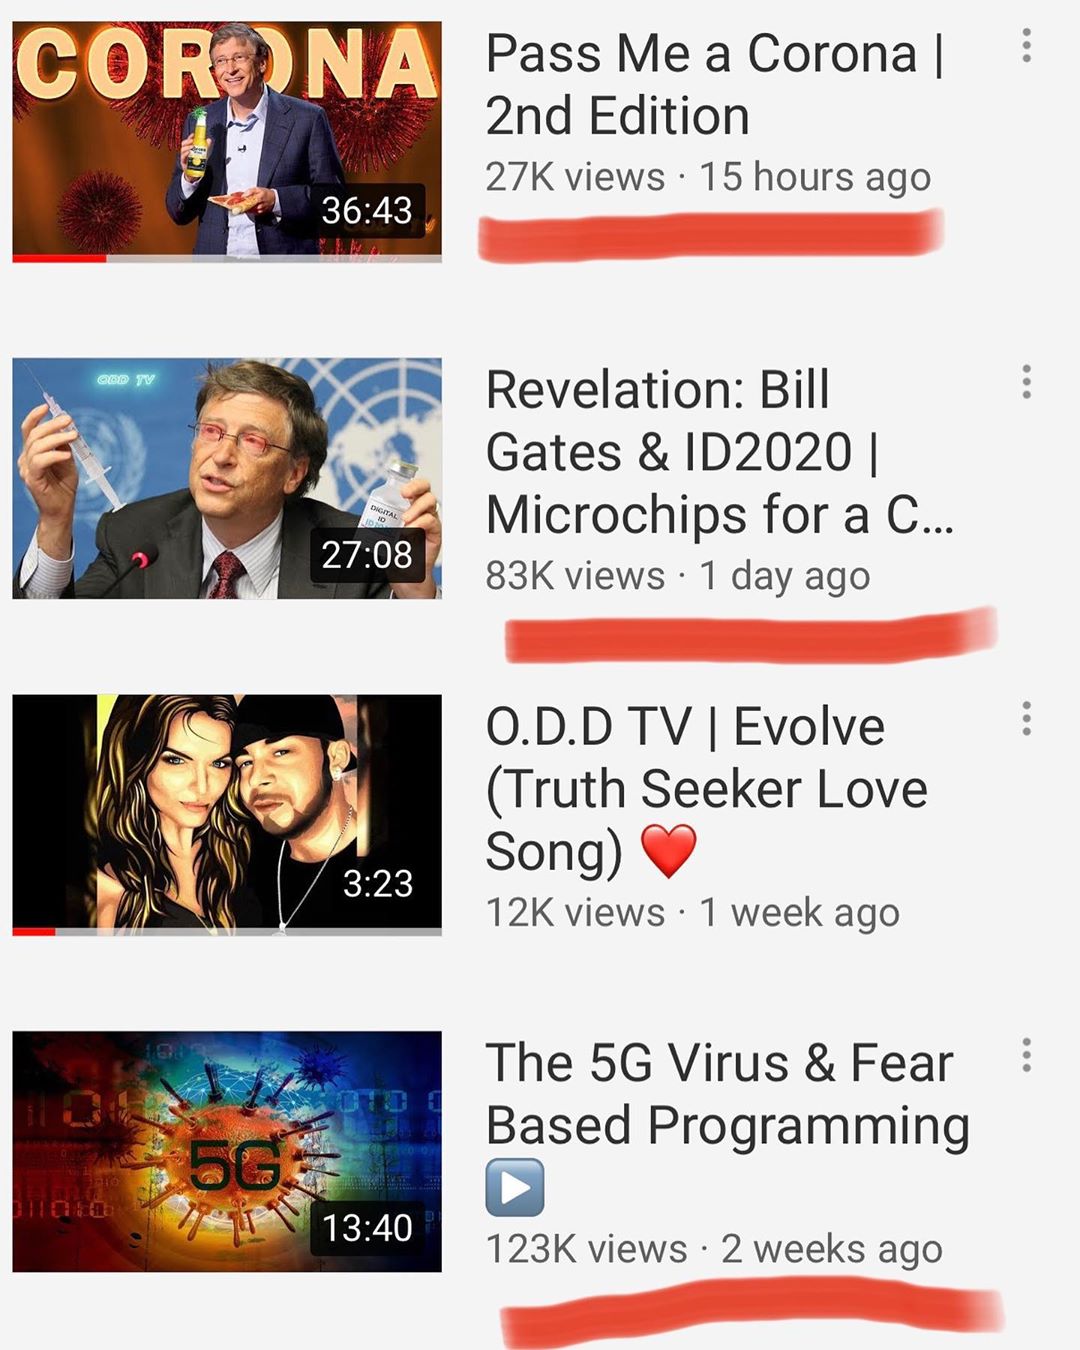 CORONA
36:43
Pass Me a Corona |
2nd Edition
27K views · 15 hours ago
ODD TV
DIGITAL
ID
27:08
Revelation: Bill
Gates & ID2020 |
Microchips for a C...
83K views · 1 day ago
3:23
O.D.D TV | Evolve
(Truth Seeker Love
Song) ❤️
12K views · 1 week ago
5G
13:40
The 5G Virus & Fear
Based Programming
▶️
123K views · 2 weeks ago